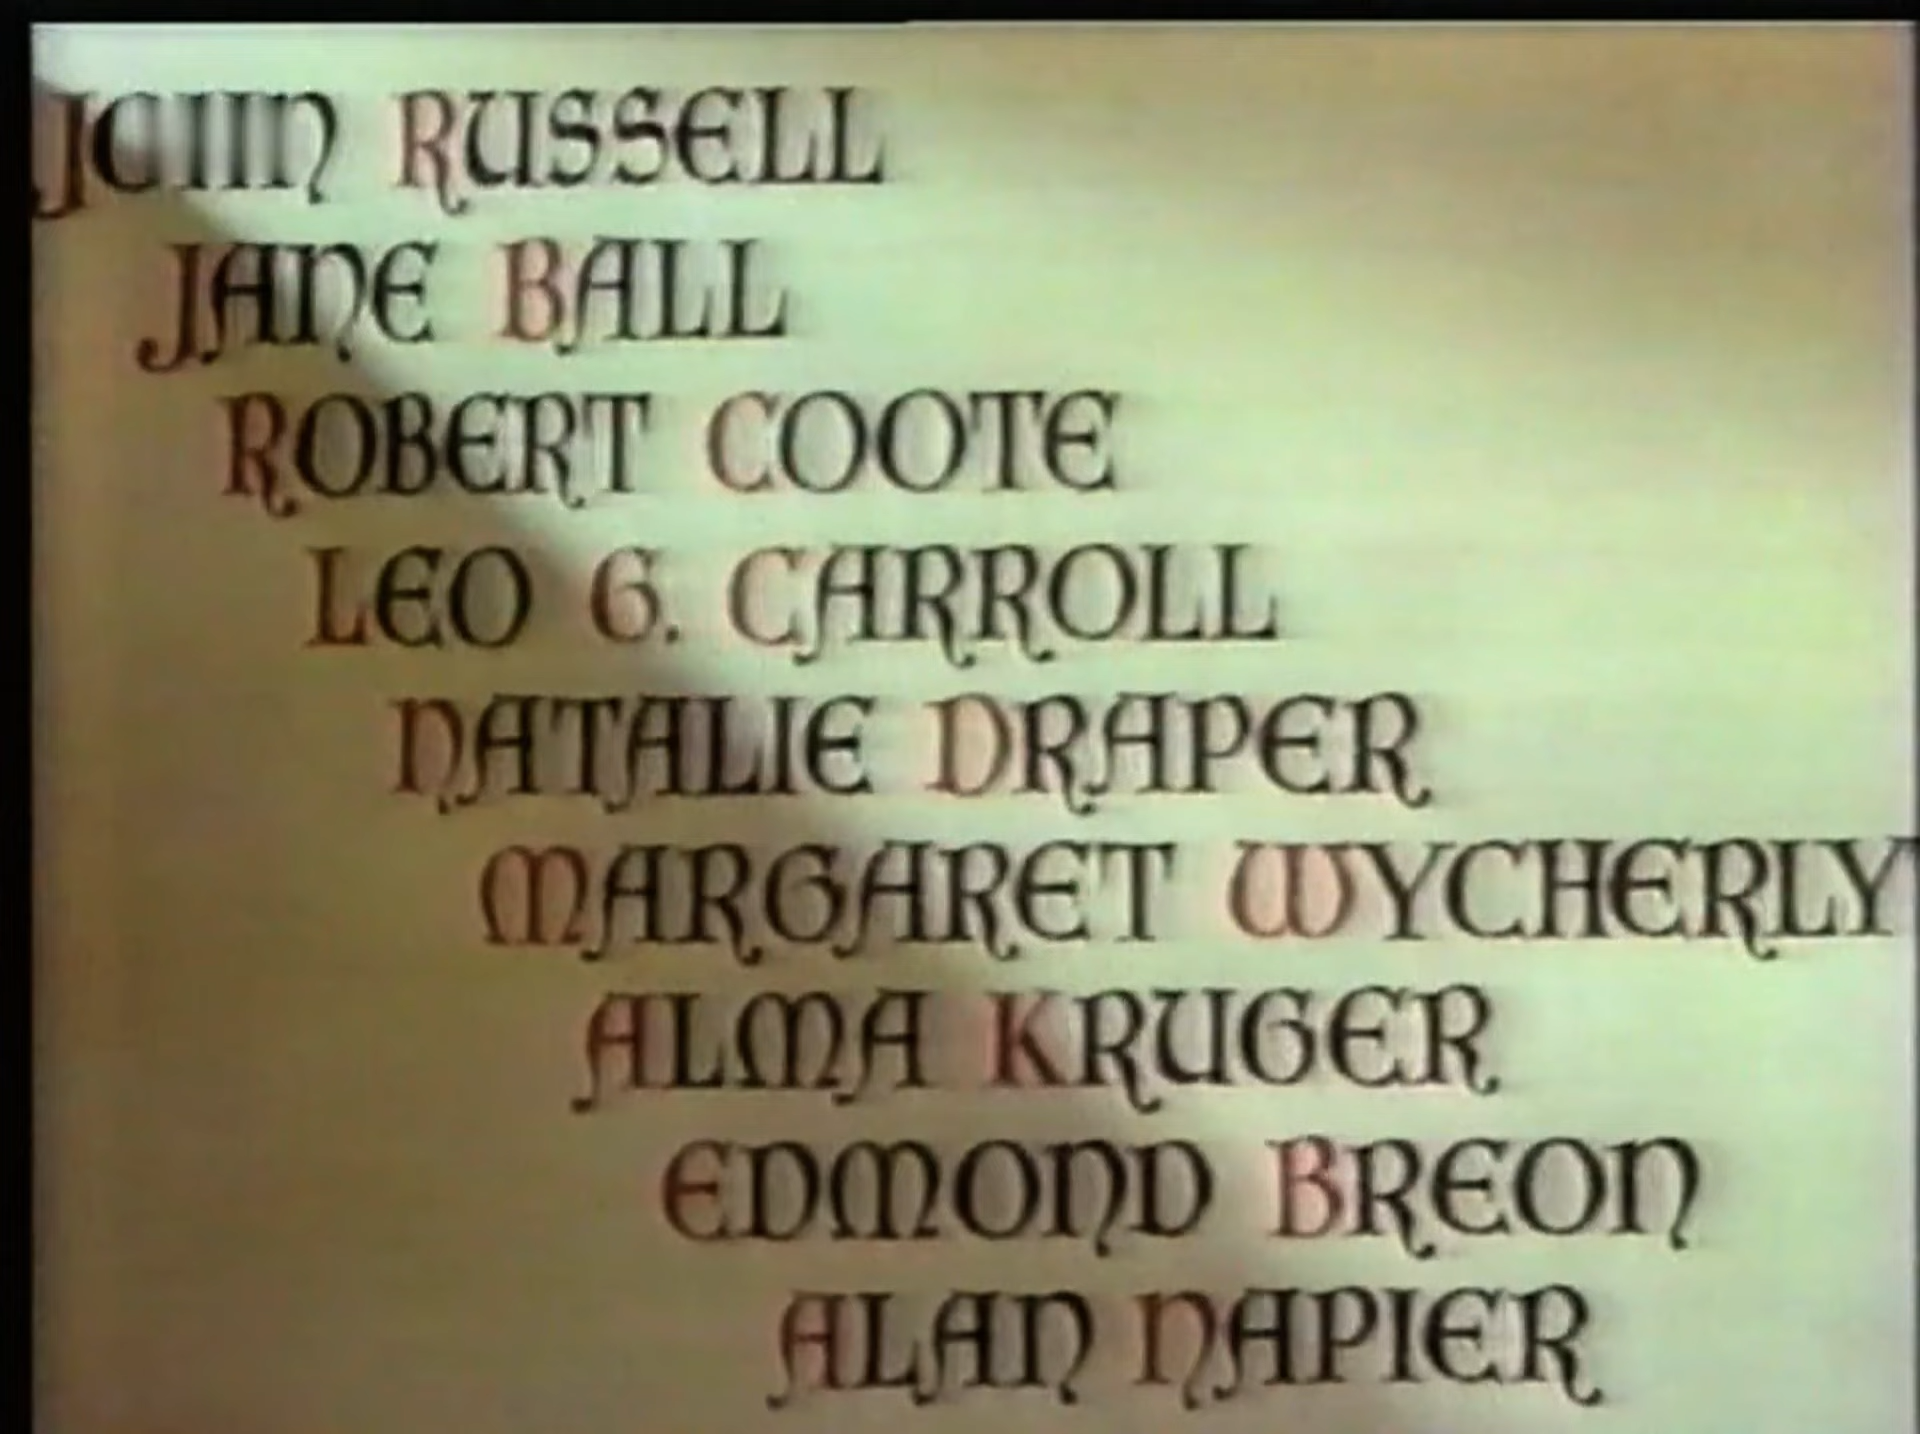 JOHN RUSSELL
JANE BALL
ROBERT COOTE
LEO G. CARROLL
NATALIE DRAPER
MARGARET WYCHERLY
ALMA KRUGER
EDMOND BREON
ALAN NAPIER